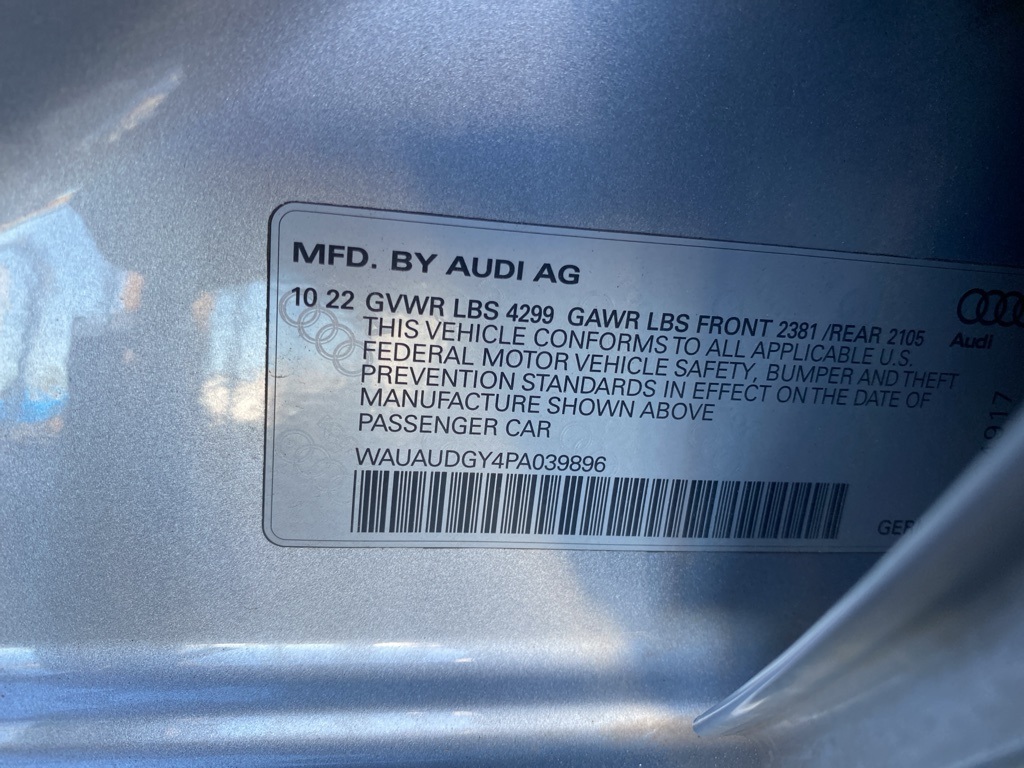 MFD. BY AUDI AG
10 22 GVWR LBS 4299 GAWR LBS FRONT 2381 /REAR 2105
THIS VEHICLE CONFORMS TO ALL APPLICABLE U.S.
FEDERAL MOTOR VEHICLE SAFETY, BUMPER AND THEFT
PREVENTION STANDARDS IN EFFECT ON THE DATE OF
MANUFACTURE SHOWN ABOVE
PASSENGER CAR
WAUAUDGY4PA039896
Audi